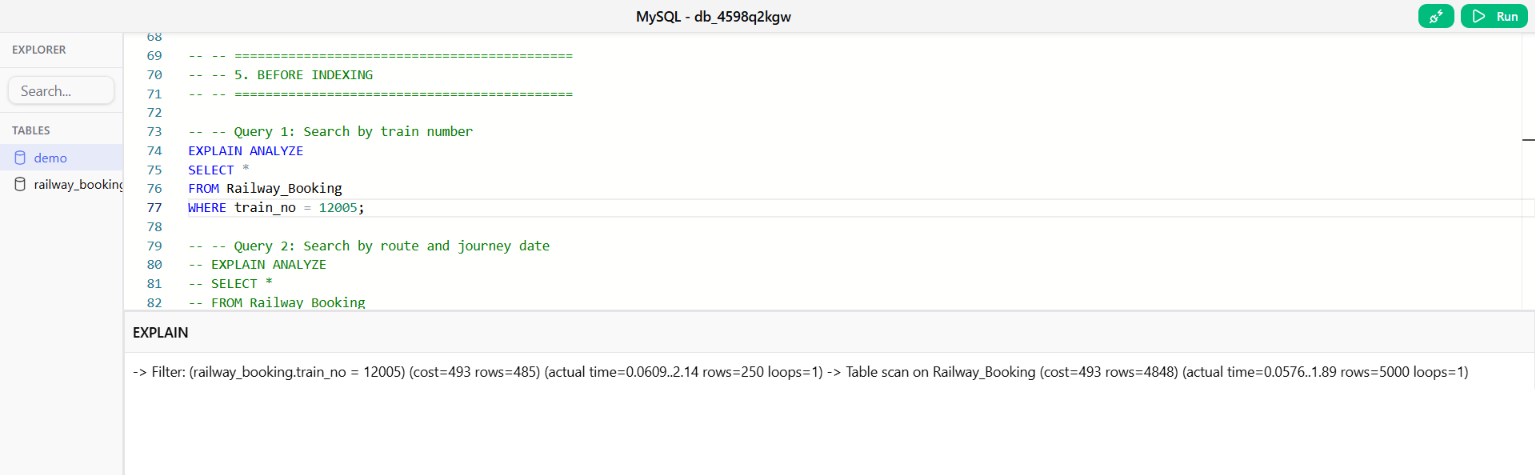 MySQL - db_4598q2kgw
Run
EXPLORER
Search...
TABLES
demo
railway_booking
68
69 -- -- ============================================
70 -- -- 5. BEFORE INDEXING
71 -- -- ============================================
72
73 -- -- Query 1: Search by train number
74 EXPLAIN ANALYZE
75 SELECT *
76 FROM Railway_Booking
77 WHERE train_no = 12005;
78
79 -- -- Query 2: Search by route and journey date
80 -- EXPLAIN ANALYZE
81 -- SELECT *
82 -- FROM Railway_Booking
EXPLAIN
-> Filter: (railway_booking.train_no = 12005) (cost=493 rows=485) (actual time=0.0609..2.14 rows=250 loops=1) -> Table scan on Railway_Booking (cost=493 rows=4848) (actual time=0.0576..1.89 rows=5000 loops=1)